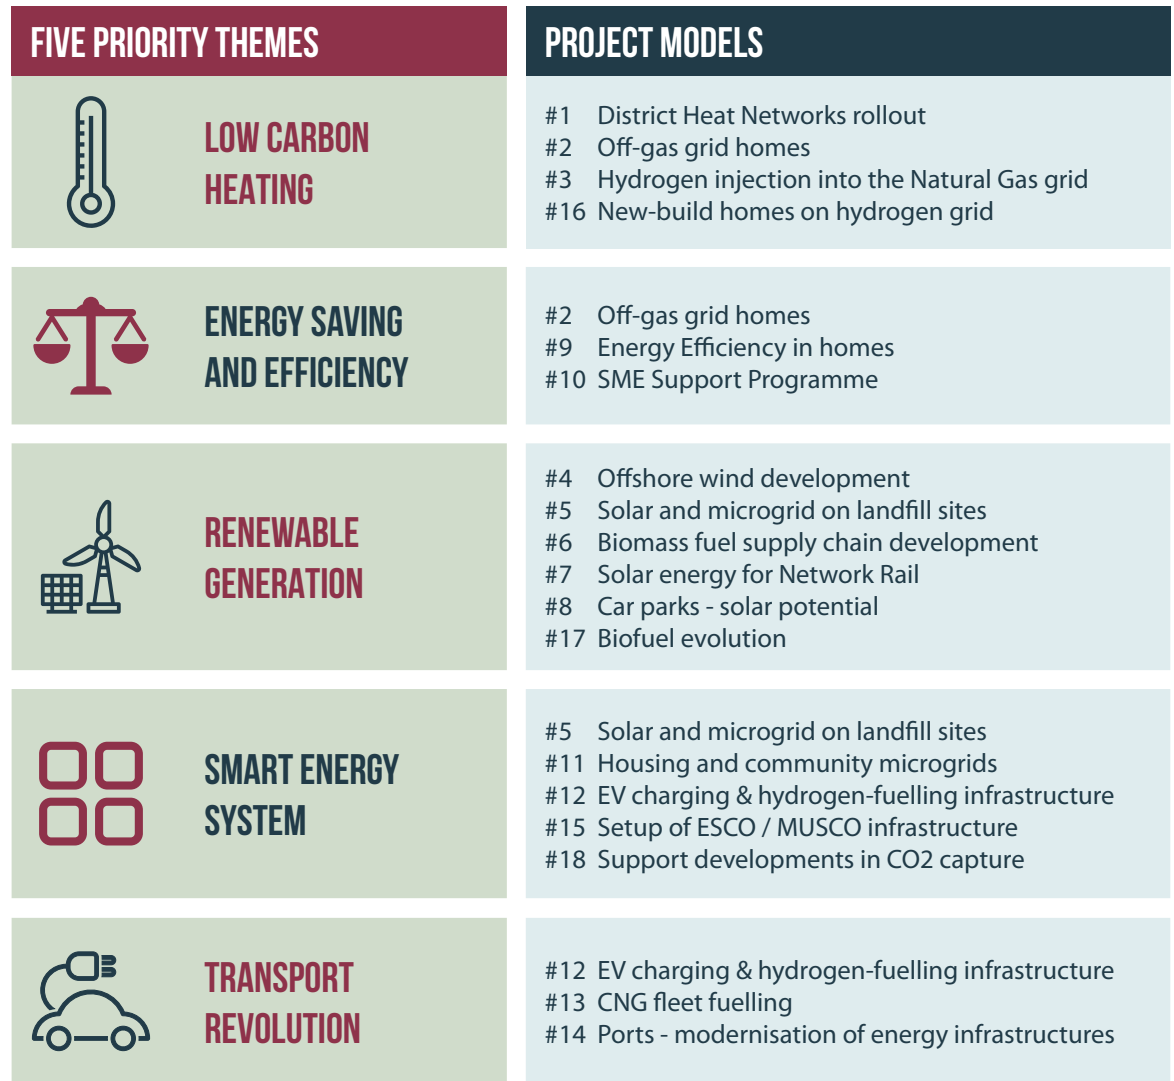 FIVE PRIORITY THEMES
PROJECT MODELS
LOW CARBON
HEATING
#1 District Heat Networks rollout
#2 Off-gas grid homes
#3 Hydrogen injection into the Natural Gas grid
#16 New-build homes on hydrogen grid
ENERGY SAVING
AND EFFICIENCY
#2 Off-gas grid homes
#9 Energy Efficiency in homes
#10 SME Support Programme
RENEWABLE
GENERATION
#4 Offshore wind development
#5 Solar and microgrid on landfill sites
#6 Biomass fuel supply chain development
#7 Solar energy for Network Rail
#8 Car parks - solar potential
#17 Biofuel evolution
SMART ENERGY
SYSTEM
#5 Solar and microgrid on landfill sites
#11 Housing and community microgrids
#12 EV charging & hydrogen-fuelling infrastructure
#15 Setup of ESCO / MUSCO infrastructure
#18 Support developments in CO2 capture
TRANSPORT
REVOLUTION
#12 EV charging & hydrogen-fuelling infrastructure
#13 CNG fleet fuelling
#14 Ports - modernisation of energy infrastructures